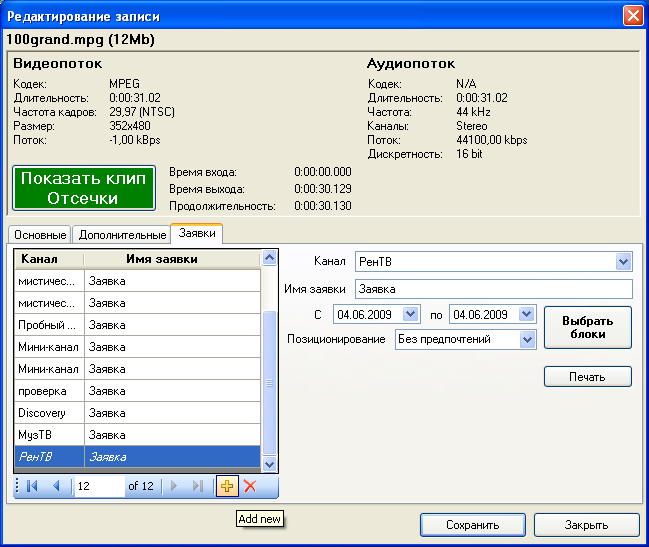 Редактирование записи
100grand.mpg (12Mb)
Видеопоток
Кодек: MPEG
Длительность: 0:00:31.02
Частота кадров: 29,97 (NTSC)
Размер: 352x480
Поток: -1,00 kBps
Аудиопоток
Кодек: N/A
Длительность: 0:00:31.02
Частота: 44 kHz
Каналы: Stereo
Поток: 44100,00 kbps
Дискретность: 16 bit
Показать клип
Отсечки
Время входа: 0:00:00.000
Время выхода: 0:00:30.129
Продолжительность: 0:00:30.130
Основные Дополнительные Заявки
Канал Имя заявки
мистичес... Заявка
мистичес... Заявка
Пробный ... Заявка
Мини-канал Заявка
Мини-канал Заявка
проверка Заявка
Discovery Заявка
МузТВ Заявка
РенТВ Заявка
12 of 12
Add new
Канал РенТВ
Имя заявки Заявка
С 04.06.2009 по 04.06.2009
Позиционирование Без предпочтений
Выбрать
блоки
Печать
Сохранить Закрыть